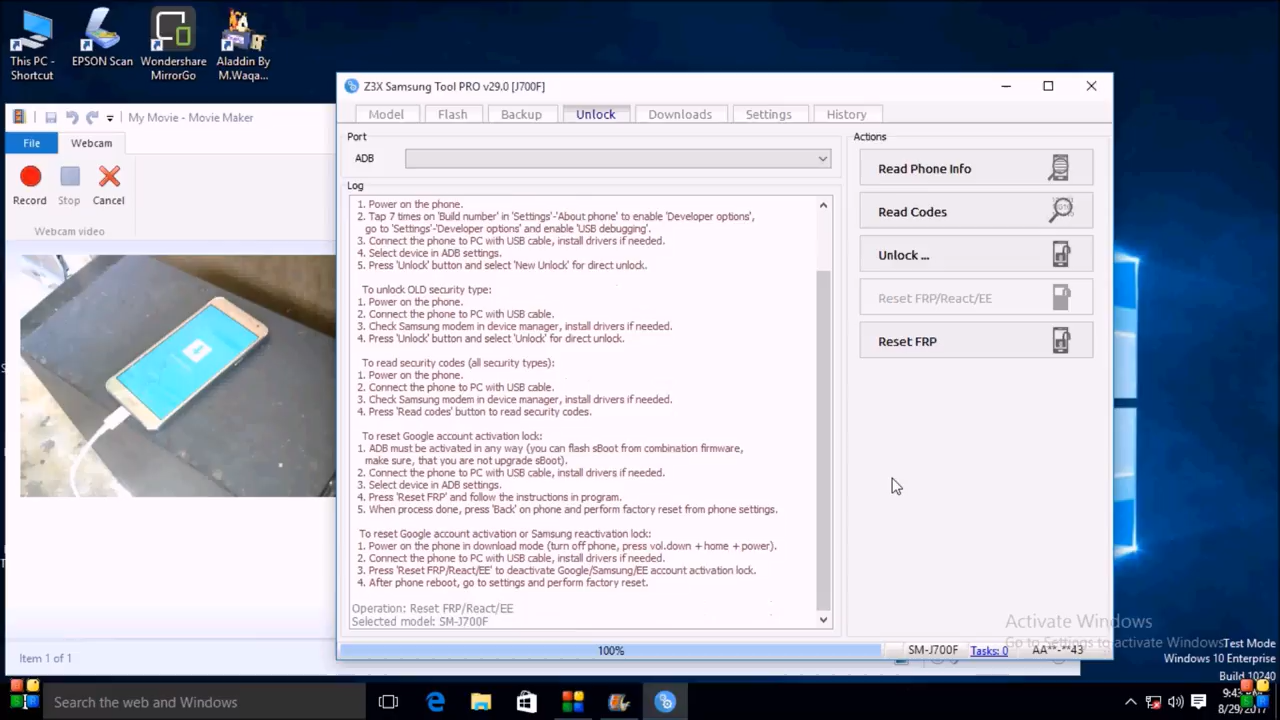 This PC -
Shortcut
EPSON Scan
Wondershare
MirrorGo
Aladdin By
M.Waqa...
My Movie - Movie Maker
File
Webcam
Record
Stop
Cancel
Webcam video
Item 1 of 1
Z3X Samsung Tool PRO v29.0 [J700F]
Model
Flash
Backup
Unlock
Downloads
Settings
History
Port
ADB
Log
1. Power on the phone.
2. Tap 7 times on 'Build number' in 'Settings'-'About phone' to enable 'Developer options',
go to 'Settings'-'Developer options' and enable 'USB debugging'.
3. Connect the phone to PC with USB cable, install drivers if needed.
4. Select device in ADB settings.
5. Press 'Unlock' button and select 'New Unlock' for direct unlock.
To unlock OLD security type:
1. Power on the phone.
2. Connect the phone to PC with USB cable.
3. Check Samsung modem in device manager, install drivers if needed.
4. Press 'Unlock' button and select 'Unlock' for direct unlock.
To read security codes (all security types):
1. Power on the phone.
2. Connect the phone to PC with USB cable.
3. Check Samsung modem in device manager, install drivers if needed.
4. Press 'Read codes' button to read security codes.
To reset Google account activation lock:
1. ADB must be activated in any way (you can flash sBoot from combination firmware,
make sure, that you are not upgrade sBoot).
2. Connect the phone to PC with USB cable, install drivers if needed.
3. Select device in ADB settings.
4. Press 'Reset FRP' and follow the instructions in program.
5. When process done, press 'Back' on phone and perform factory reset from phone settings.
To reset Google account activation or Samsung reactivation lock:
1. Power on the phone in download mode (turn off phone, press vol.down + home + power).
2. Connect the phone to PC with USB cable, install drivers if needed.
3. Press 'Reset FRP/React/EE' to deactivate Google/Samsung/EE account activation lock.
4. After phone reboot, go to settings and perform factory reset.
Operation: Reset FRP/React/EE
Selected model: SM-J700F
Actions
Read Phone Info
Read Codes
Unlock ...
Reset FRP/React/EE
Reset FRP
100%
SM-J700F
Tasks: 0
AA**-**43
Activate Windows
Go to Settings to activate Windows.
Test Mode
Windows 10 Enterprise
Build 10240
Search the web and Windows
9:43
8/29/2017